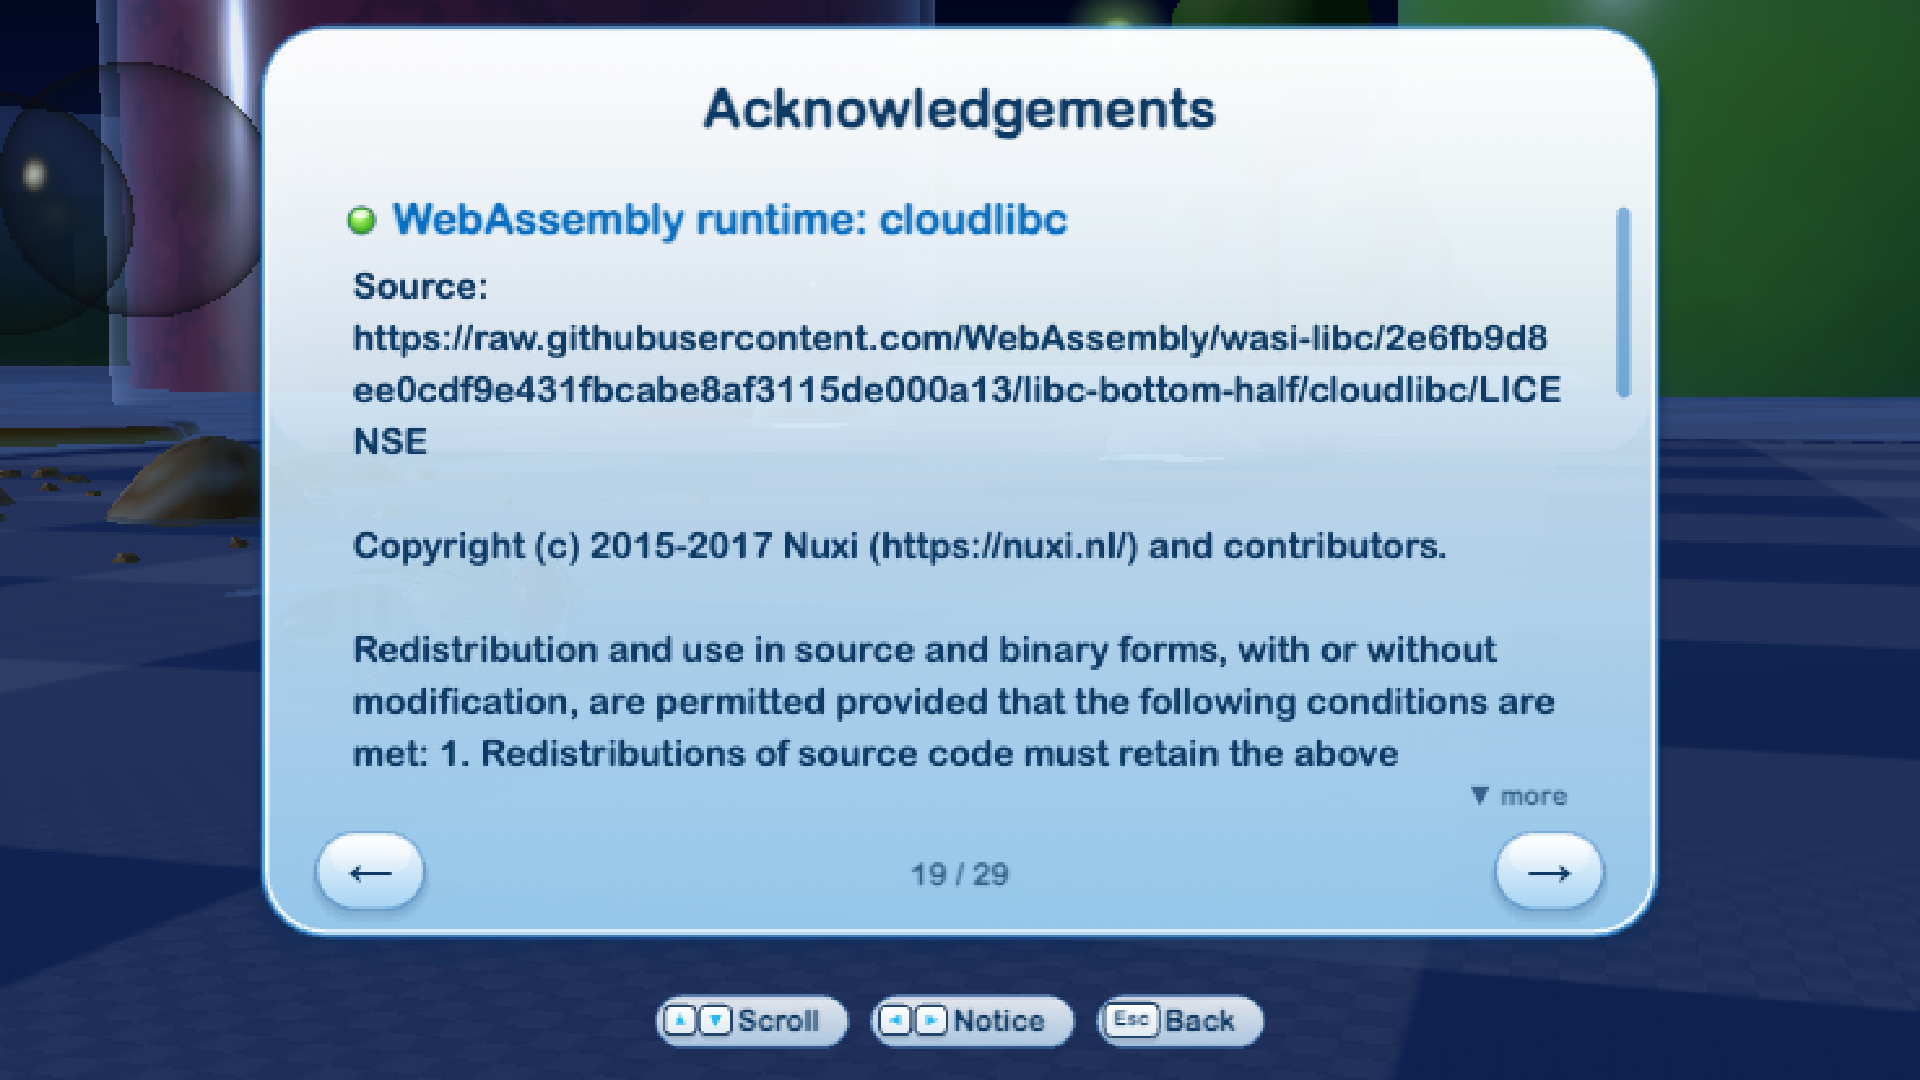 Acknowledgements
WebAssembly runtime: cloudlibc
Source:
https://raw.githubusercontent.com/WebAssembly/wasi-libc/2e6fb9d8
ee0cdf9e431fbcabe8af3115de000a13/libc-bottom-half/cloudlibc/LICE
NSE
Copyright (c) 2015-2017 Nuxi (https://nuxi.nl/) and contributors.
Redistribution and use in source and binary forms, with or without
modification, are permitted provided that the following conditions are
met: 1. Redistributions of source code must retain the above
▼ more
← 19 / 29 →
Scroll Notice Esc Back